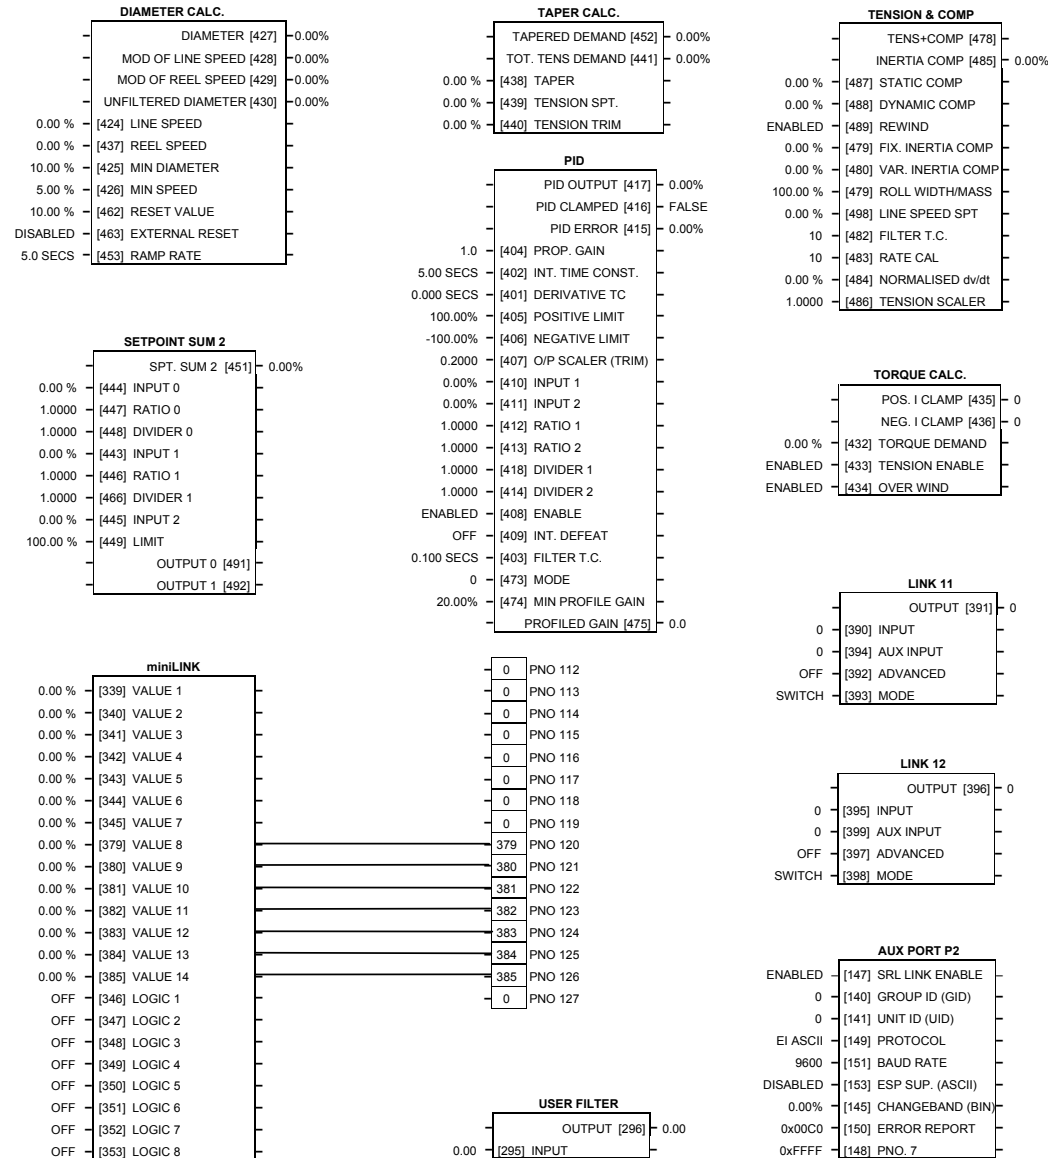 DIAMETER CALC.
DIAMETER [427] 0.00%
MOD OF LINE SPEED [428] 0.00%
MOD OF REEL SPEED [429] 0.00%
UNFILTERED DIAMETER [430] 0.00%
0.00 % [424] LINE SPEED
0.00 % [437] REEL SPEED
10.00 % [425] MIN DIAMETER
5.00 % [426] MIN SPEED
10.00 % [462] RESET VALUE
DISABLED [463] EXTERNAL RESET
5.0 SECS [453] RAMP RATE
SETPOINT SUM 2
SPT. SUM 2 [451] 0.00%
0.00 % [444] INPUT 0
1.0000 [447] RATIO 0
1.0000 [448] DIVIDER 0
0.00 % [443] INPUT 1
1.0000 [446] RATIO 1
1.0000 [466] DIVIDER 1
0.00 % [445] INPUT 2
100.00 % [449] LIMIT
OUTPUT 0 [491]
OUTPUT 1 [492]
miniLINK
0.00 % [339] VALUE 1
0.00 % [340] VALUE 2
0.00 % [341] VALUE 3
0.00 % [342] VALUE 4
0.00 % [343] VALUE 5
0.00 % [344] VALUE 6
0.00 % [345] VALUE 7
0.00 % [379] VALUE 8
0.00 % [380] VALUE 9
0.00 % [381] VALUE 10
0.00 % [382] VALUE 11
0.00 % [383] VALUE 12
0.00 % [384] VALUE 13
0.00 % [385] VALUE 14
OFF [346] LOGIC 1
OFF [347] LOGIC 2
OFF [348] LOGIC 3
OFF [349] LOGIC 4
OFF [350] LOGIC 5
OFF [351] LOGIC 6
OFF [352] LOGIC 7
OFF [353] LOGIC 8
TAPER CALC.
TAPERED DEMAND [452] 0.00%
TOT. TENS DEMAND [441] 0.00%
0.00 % [438] TAPER
0.00 % [439] TENSION SPT.
0.00 % [440] TENSION TRIM
PID
PID OUTPUT [417] 0.00%
PID CLAMPED [416] FALSE
PID ERROR [415] 0.00%
1.0 [404] PROP. GAIN
5.00 SECS [402] INT. TIME CONST.
0.000 SECS [401] DERIVATIVE TC
100.00% [405] POSITIVE LIMIT
-100.00% [406] NEGATIVE LIMIT
0.2000 [407] O/P SCALER (TRIM)
0.00% [410] INPUT 1
0.00% [411] INPUT 2
1.0000 [412] RATIO 1
1.0000 [413] RATIO 2
1.0000 [418] DIVIDER 1
1.0000 [414] DIVIDER 2
ENABLED [408] ENABLE
OFF [409] INT. DEFEAT
0.100 SECS [403] FILTER T.C.
0 [473] MODE
20.00% [474] MIN PROFILE GAIN
PROFILED GAIN [475] 0.0
0 PNO 112
0 PNO 113
0 PNO 114
0 PNO 115
0 PNO 116
0 PNO 117
0 PNO 118
0 PNO 119
379 PNO 120
380 PNO 121
381 PNO 122
382 PNO 123
383 PNO 124
384 PNO 125
385 PNO 126
0 PNO 127
USER FILTER
OUTPUT [296] 0.00
0.00 [295] INPUT
TENSION & COMP
TENS+COMP [478]
INERTIA COMP [485] 0.00%
0.00 % [487] STATIC COMP
0.00 % [488] DYNAMIC COMP
ENABLED [489] REWIND
0.00 % [479] FIX. INERTIA COMP
0.00 % [480] VAR. INERTIA COMP
100.00 % [479] ROLL WIDTH/MASS
0.00 % [498] LINE SPEED SPT
10 [482] FILTER T.C.
10 [483] RATE CAL
0.00 % [484] NORMALISED dv/dt
1.0000 [486] TENSION SCALER
TORQUE CALC.
POS. I CLAMP [435] 0
NEG. I CLAMP [436] 0
0.00 % [432] TORQUE DEMAND
ENABLED [433] TENSION ENABLE
ENABLED [434] OVER WIND
LINK 11
OUTPUT [391] 0
0 [390] INPUT
0 [394] AUX INPUT
OFF [392] ADVANCED
SWITCH [393] MODE
LINK 12
OUTPUT [396] 0
0 [395] INPUT
0 [399] AUX INPUT
OFF [397] ADVANCED
SWITCH [398] MODE
AUX PORT P2
ENABLED [147] SRL LINK ENABLE
0 [140] GROUP ID (GID)
0 [141] UNIT ID (UID)
EI ASCII [149] PROTOCOL
9600 [151] BAUD RATE
DISABLED [153] ESP SUP. (ASCII)
0.00% [145] CHANGEBAND (BIN)
0x00C0 [150] ERROR REPORT
0xFFFF [148] PNO. 7